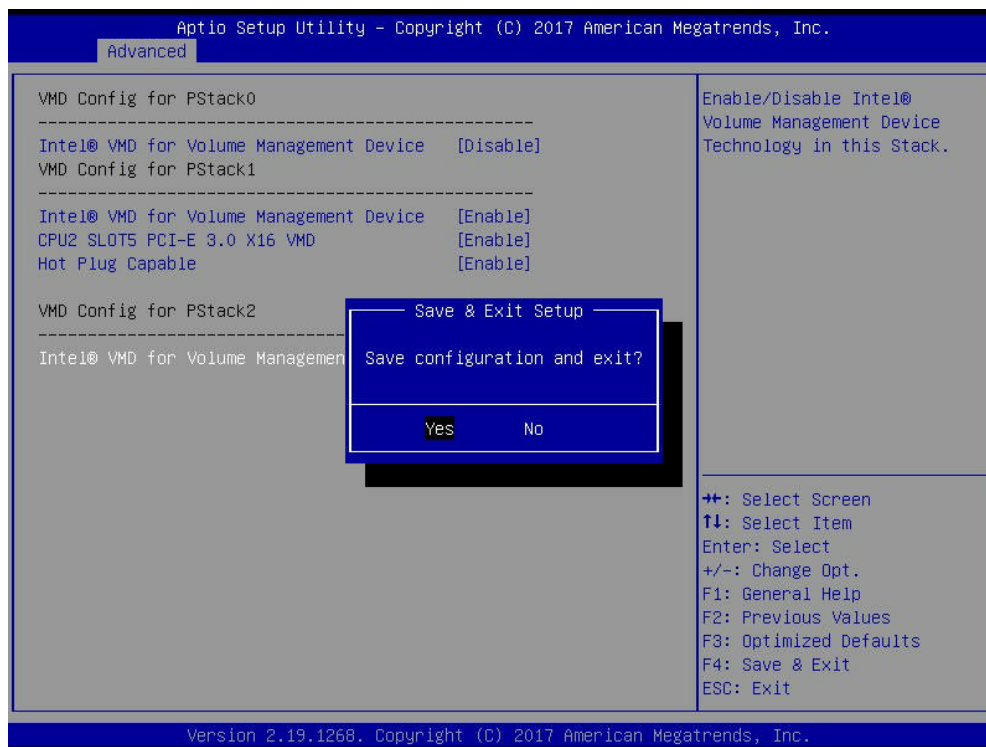 Aptio Setup Utility – Copyright (C) 2017 American Megatrends, Inc.
Advanced
VMD Config for PStack0
------------------------------------------------------
Intel® VMD for Volume Management Device [Disable]
VMD Config for PStack1
------------------------------------------------------
Intel® VMD for Volume Management Device [Enable]
CPU2 SLOT5 PCI-E 3.0 X16 VMD [Enable]
Hot Plug Capable [Enable]
VMD Config for PStack2
----------------------------------
Intel® VMD for Volume Managemen
Save & Exit Setup
Save configuration and exit?
Yes No
Enable/Disable Intel®
Volume Management Device
Technology in this Stack.
→←: Select Screen
↑↓: Select Item
Enter: Select
+/-: Change Opt.
F1: General Help
F2: Previous Values
F3: Optimized Defaults
F4: Save & Exit
ESC: Exit
Version 2.19.1268. Copyright (C) 2017 American Megatrends, Inc.